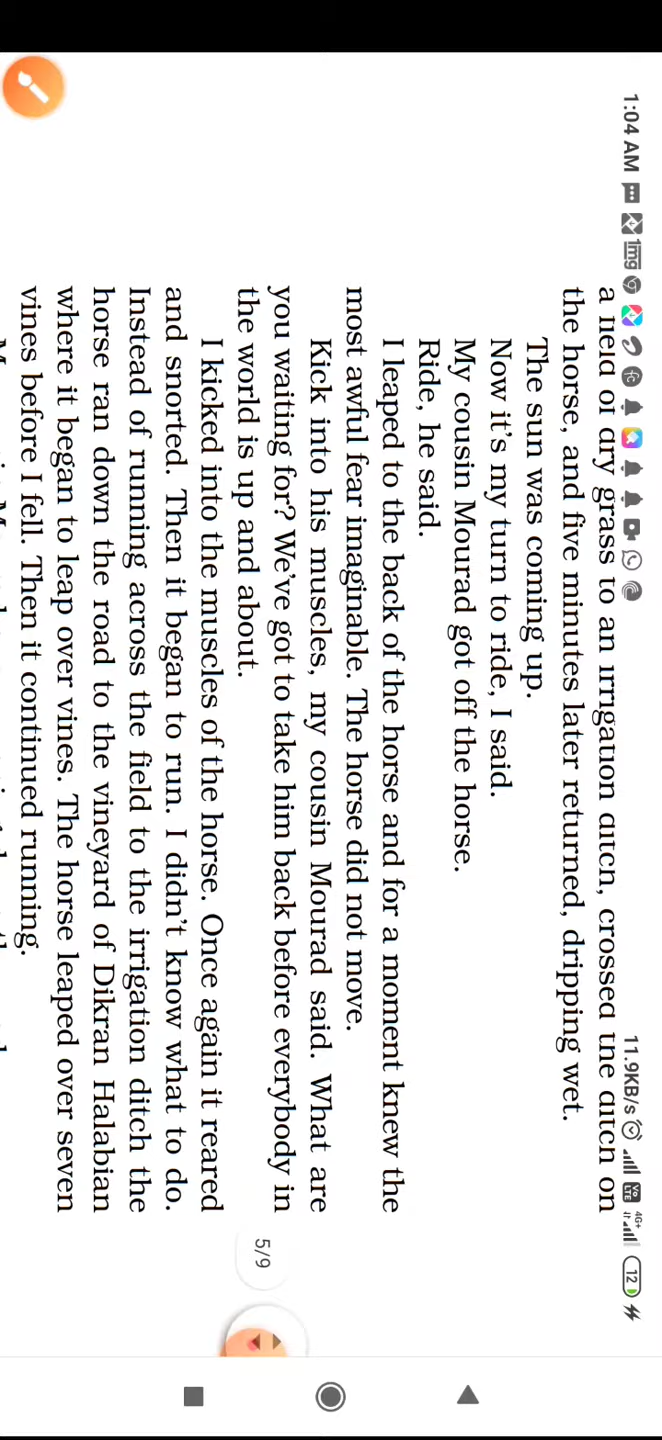 1:04 AM
11.9KB/s
Vo LTE
4G+
12
a field of dry grass to an irrigation ditch, crossed the ditch on
the horse, and five minutes later returned, dripping wet.
The sun was coming up.
Now it's my turn to ride, I said.
My cousin Mourad got off the horse.
Ride, he said.
I leaped to the back of the horse and for a moment knew the
most awful fear imaginable. The horse did not move.
Kick into his muscles, my cousin Mourad said. What are
you waiting for? We've got to take him back before everybody in
the world is up and about.
I kicked into the muscles of the horse. Once again it reared
and snorted. Then it began to run. I didn't know what to do.
Instead of running across the field to the irrigation ditch the
horse ran down the road to the vineyard of Dikran Halabian
where it began to leap over vines. The horse leaped over seven
vines before I fell. Then it continued running.
5/9